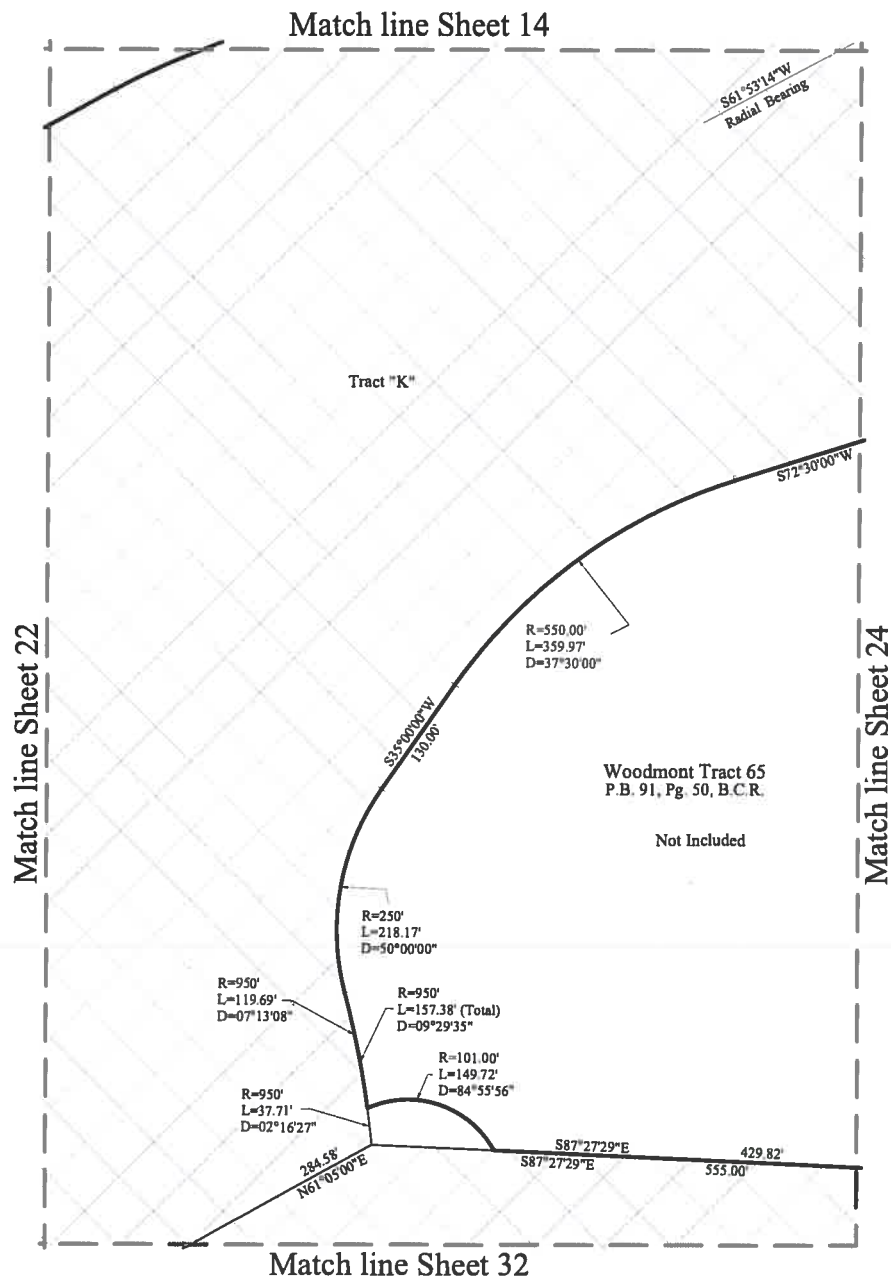 Match line Sheet 14
S61°53'14"W
Radial Bearing
Tract "K"
S72°30'00"W
R=550.00'
L=359.97'
D=37°30'00"
Match line Sheet 22
Match line Sheet 24
S35°00'00"W
130.00'
Woodmont Tract 65
P.B. 91, Pg. 50, B.C.R.
Not Included
R=250'
L=218.17'
D=50°00'00"
R=950'
L=119.69'
D=07°13'08"
R=950'
L=157.38' (Total)
D=09°29'35"
R=101.00'
L=149.72'
D=84°55'56"
R=950'
L=37.71'
D=02°16'27"
284.58'
N61°05'00"E
S87°27'29"E 429.82'
S87°27'29"E 555.00'
Match line Sheet 32